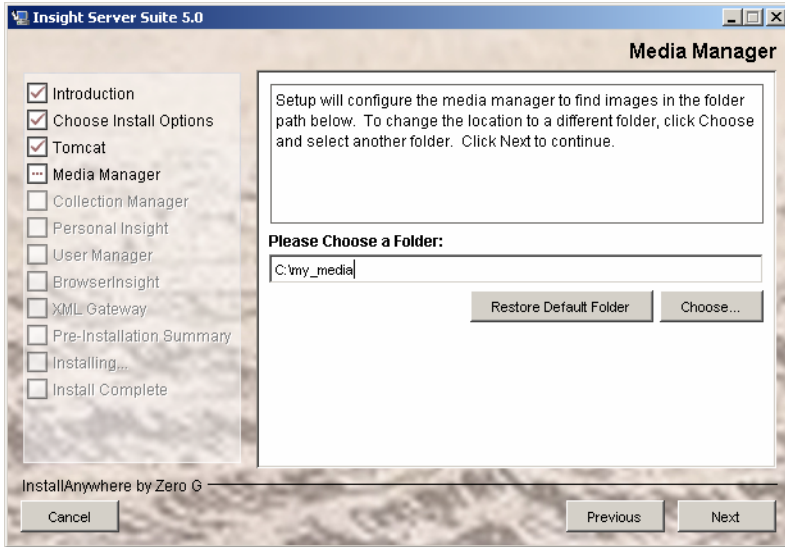 Insight Server Suite 5.0
Media Manager
Introduction
Choose Install Options
Tomcat
Media Manager
Collection Manager
Personal Insight
User Manager
BrowserInsight
XML Gateway
Pre-Installation Summary
Installing...
Install Complete
Setup will configure the media manager to find images in the folder
path below. To change the location to a different folder, click Choose
and select another folder. Click Next to continue.
Please Choose a Folder:
C:\my_media
Restore Default Folder
Choose...
InstallAnywhere by Zero G
Cancel
Previous
Next